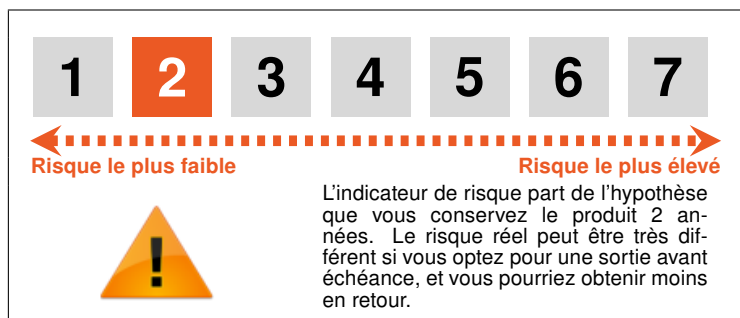 1 2 3 4 5 6 7
Risque le plus faible Risque le plus élevé
L'indicateur de risque part de l'hypothèse
que vous conservez le produit 2 an-
nées. Le risque réel peut être très dif-
férent si vous optez pour une sortie avant
échéance, et vous pourriez obtenir moins
en retour.